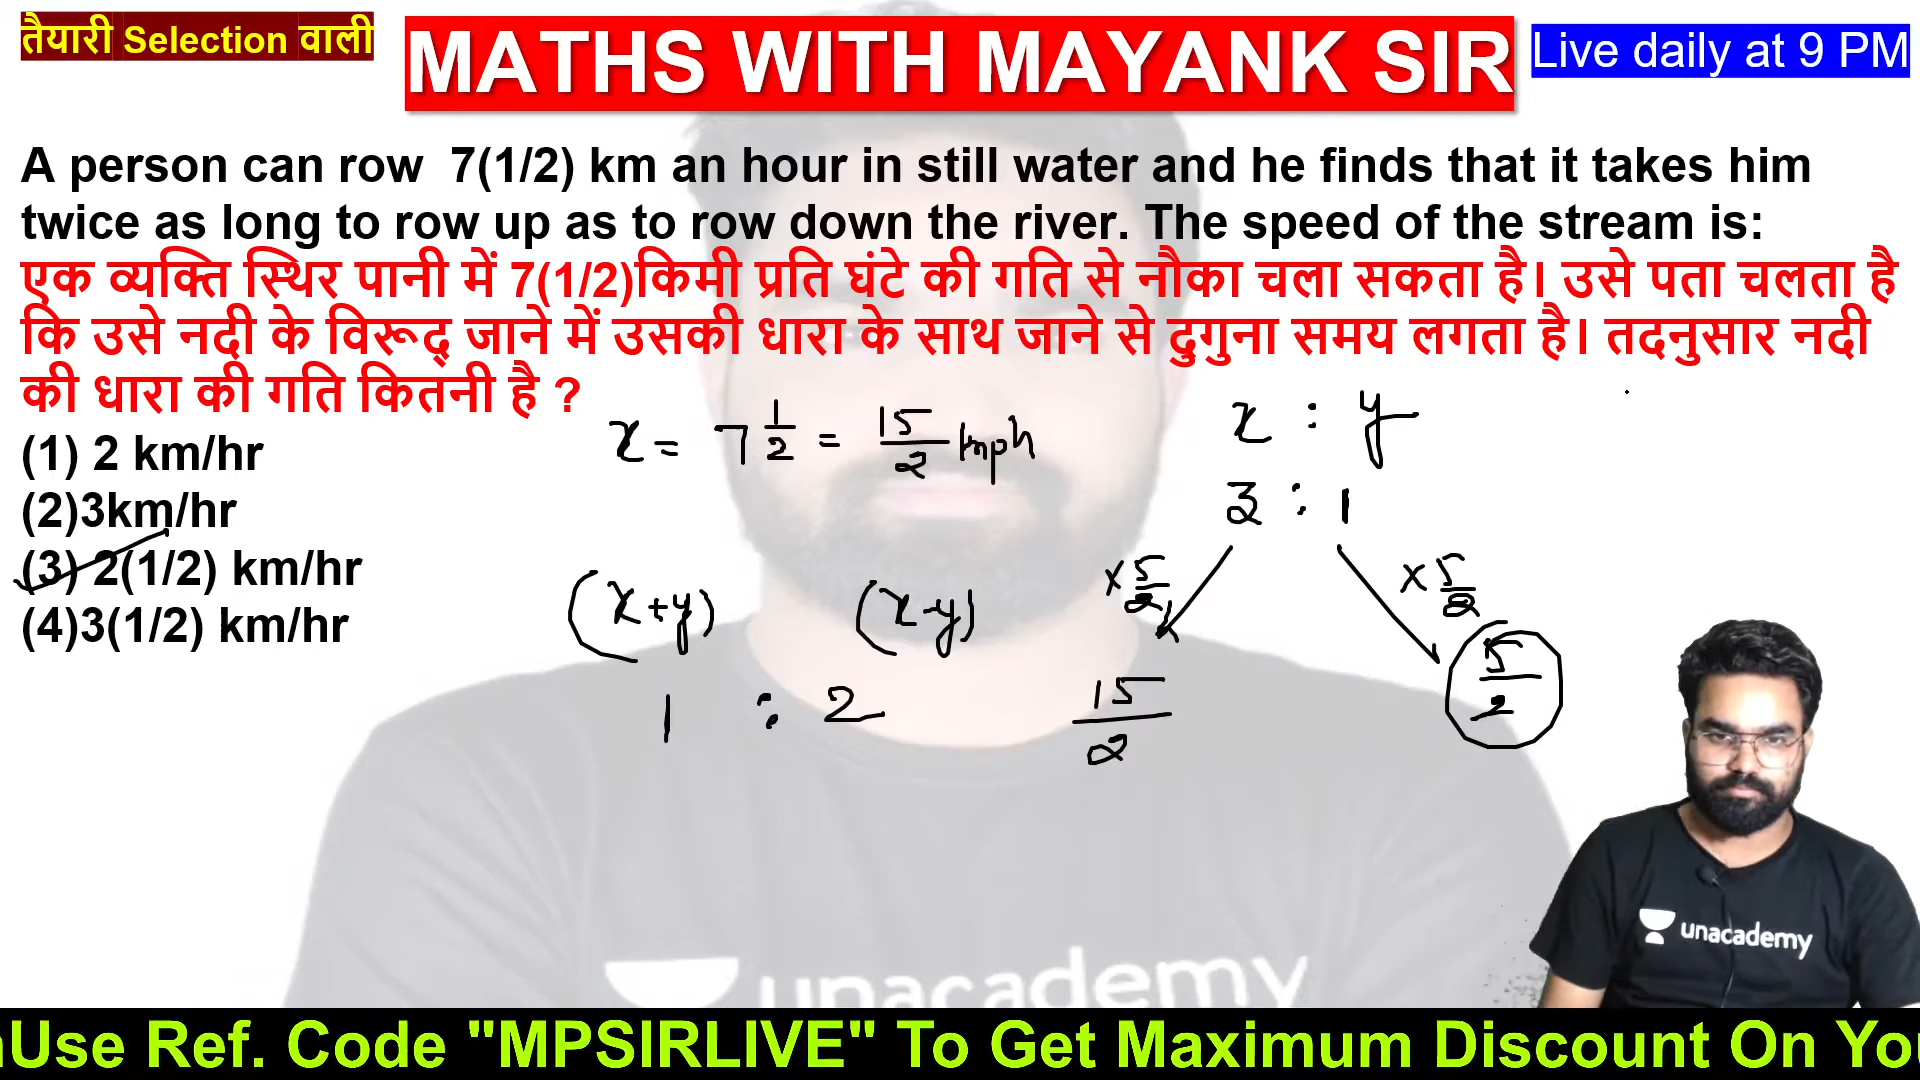 तैयारी Selection वाली
MATHS WITH MAYANK SIR
Live daily at 9 PM
A person can row 7(1/2) km an hour in still water and he finds that it takes him
twice as long to row up as to row down the river. The speed of the stream is:
एक व्यक्ति स्थिर पानी में 7(1/2)किमी प्रति घंटे की गति से नौका चला सकता है। उसे पता चलता है
कि उसे नदी के विरूद् जाने में उसकी धारा के साथ जाने से दुगुना समय लगता है। तदनुसार नदी
की धारा की गति कितनी है ?
(1) 2 km/hr
(2)3km/hr
(3) 2(1/2) km/hr
(4)3(1/2) km/hr
x = 7 1/2 = 15/2 kmph
x : y
3 : 1
× 5/2
× 5/2
(x+y) (x-y)
1 : 2
15/2
5/2
unacademy
unacademy
Use Ref. Code "MPSIRLIVE" To Get Maximum Discount On